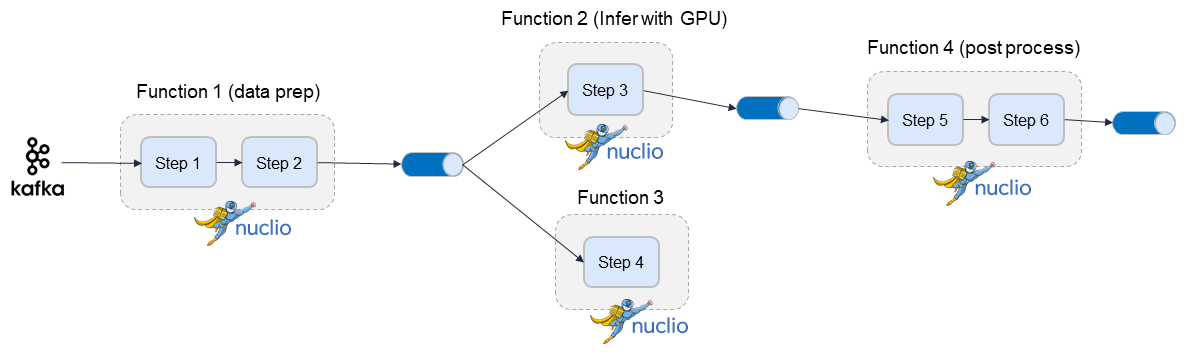 Function 2 (Infer with GPU)
Function 4 (post process)
Function 1 (data prep)
Step 3
Step 5
Step 6
nuclio
kafka
Step 1
Step 2
nuclio
nuclio
Function 3
Step 4
nuclio